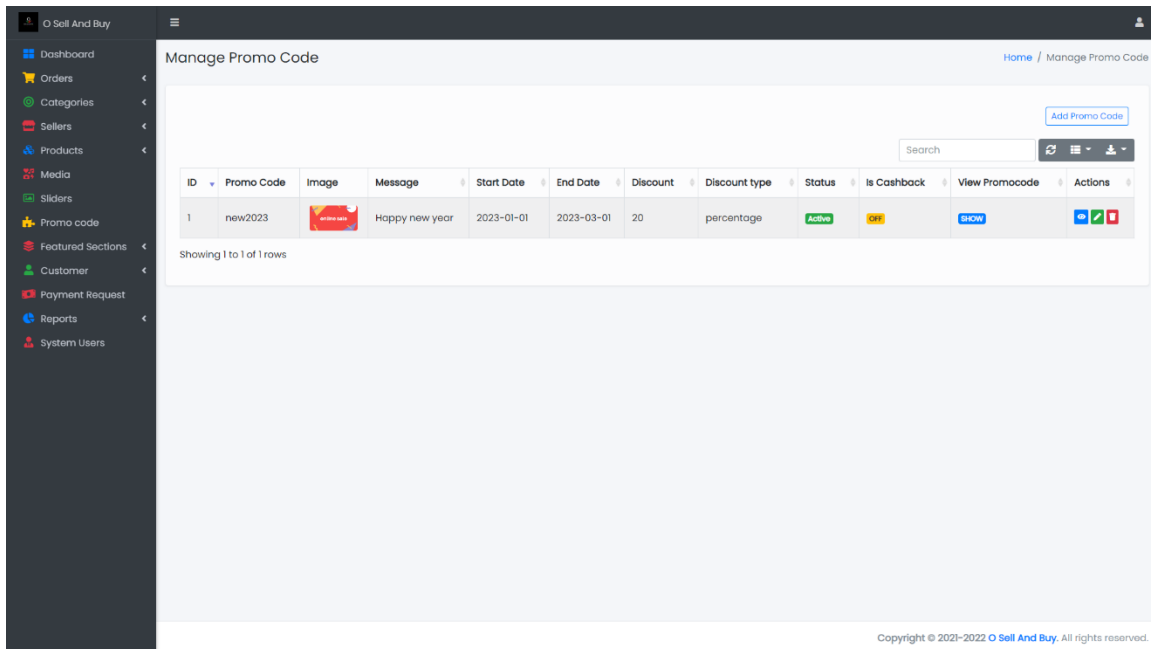 O Sell And Buy
Dashboard
Orders
Categories
Sellers
Products
Media
Sliders
Promo code
Featured Sections
Customer
Payment Request
Reports
System Users
Manage Promo Code
Home / Manage Promo Code
Add Promo Code
Search
ID Promo Code Image Message Start Date End Date Discount Discount type Status Is Cashback View Promocode Actions
1 new2023 online sale Happy new year 2023-01-01 2023-03-01 20 percentage Active OFF SHOW
Showing 1 to 1 of 1 rows
Copyright © 2021-2022 O Sell And Buy. All rights reserved.